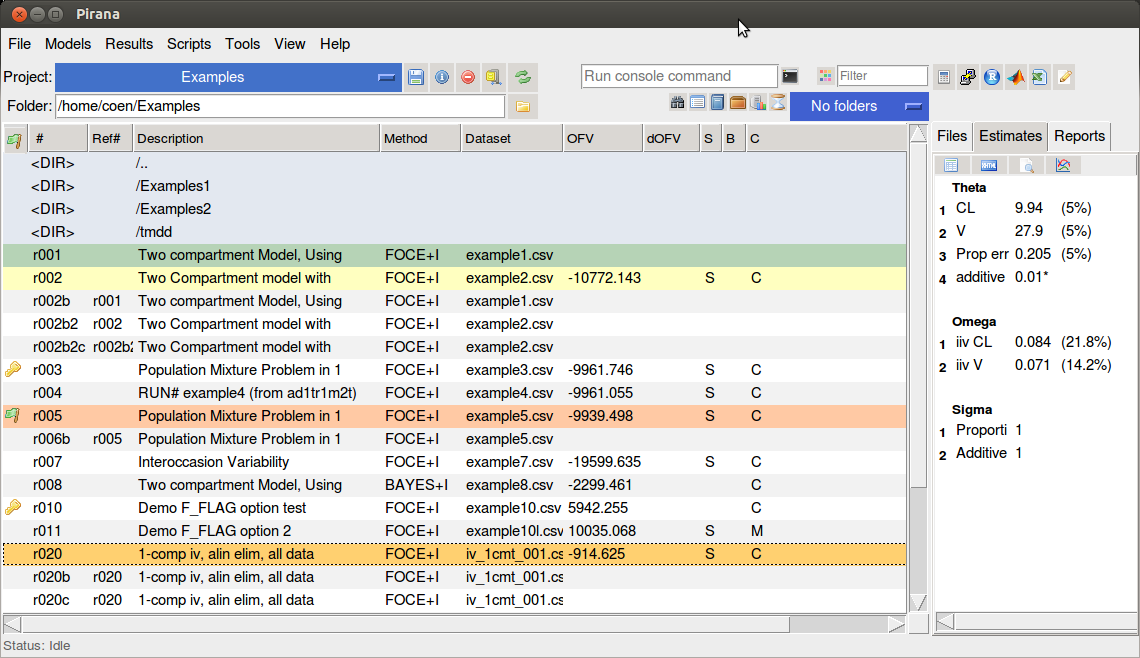 Pirana
File Models Results Scripts Tools View Help
Project: Examples Run console command Filter
Folder: /home/coen/Examples No folders
# Ref# Description Method Dataset OFV dOFV S B C
<DIR> /..
<DIR> /Examples1
<DIR> /Examples2
<DIR> /tmdd
r001 Two compartment Model, Using FOCE+I example1.csv
r002 Two Compartment model with FOCE+I example2.csv -10772.143 S C
r002b r001 Two compartment Model, Using FOCE+I example1.csv
r002b2 r002 Two Compartment model with FOCE+I example2.csv
r002b2c r002b2 Two Compartment model with FOCE+I example2.csv
r003 Population Mixture Problem in 1 FOCE+I example3.csv -9961.746 S C
r004 RUN# example4 (from ad1tr1m2t) FOCE+I example4.csv -9961.055 S C
r005 Population Mixture Problem in 1 FOCE+I example5.csv -9939.498 S C
r006b r005 Population Mixture Problem in 1 FOCE+I example5.csv
r007 Interoccasion Variability FOCE+I example7.csv -19599.635 S C
r008 Two compartment Model, Using BAYES+I example8.csv -2299.461 C
r010 Demo F_FLAG option test FOCE+I example10.csv 5942.255 C
r011 Demo F_FLAG option 2 FOCE+I example10l.csv 10035.068 S M
r020 1-comp iv, alin elim, all data FOCE+I iv_1cmt_001.cs -914.625 S C
r020b r020 1-comp iv, alin elim, all data FOCE+I iv_1cmt_001.cs
r020c r020 1-comp iv, alin elim, all data FOCE+I iv_1cmt_001.cs
Files Estimates Reports
Theta
1 CL 9.94 (5%)
2 V 27.9 (5%)
3 Prop err 0.205 (5%)
4 additive 0.01*
Omega
1 iiv CL 0.084 (21.8%)
2 iiv V 0.071 (14.2%)
Sigma
1 Proporti 1
2 Additive 1
Status: Idle